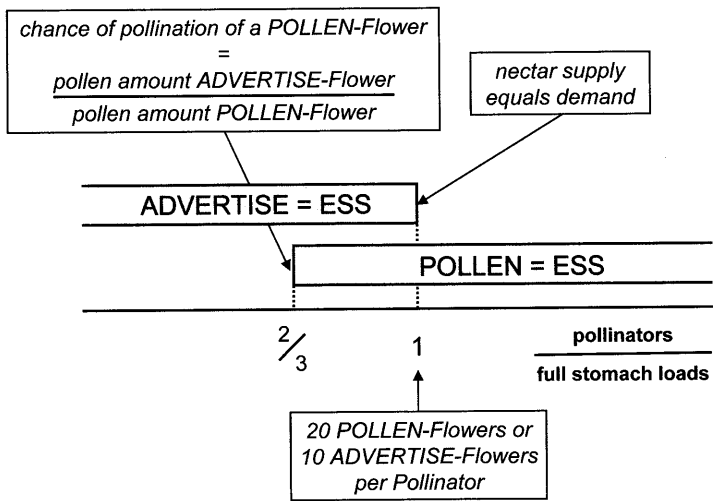 chance of pollination of a POLLEN-Flower
=
pollen amount ADVERTISE-Flower
pollen amount POLLEN-Flower
nectar supply
equals demand
ADVERTISE = ESS
POLLEN = ESS
2/3
1
pollinators
full stomach loads
20 POLLEN-Flowers or
10 ADVERTISE-Flowers
per Pollinator